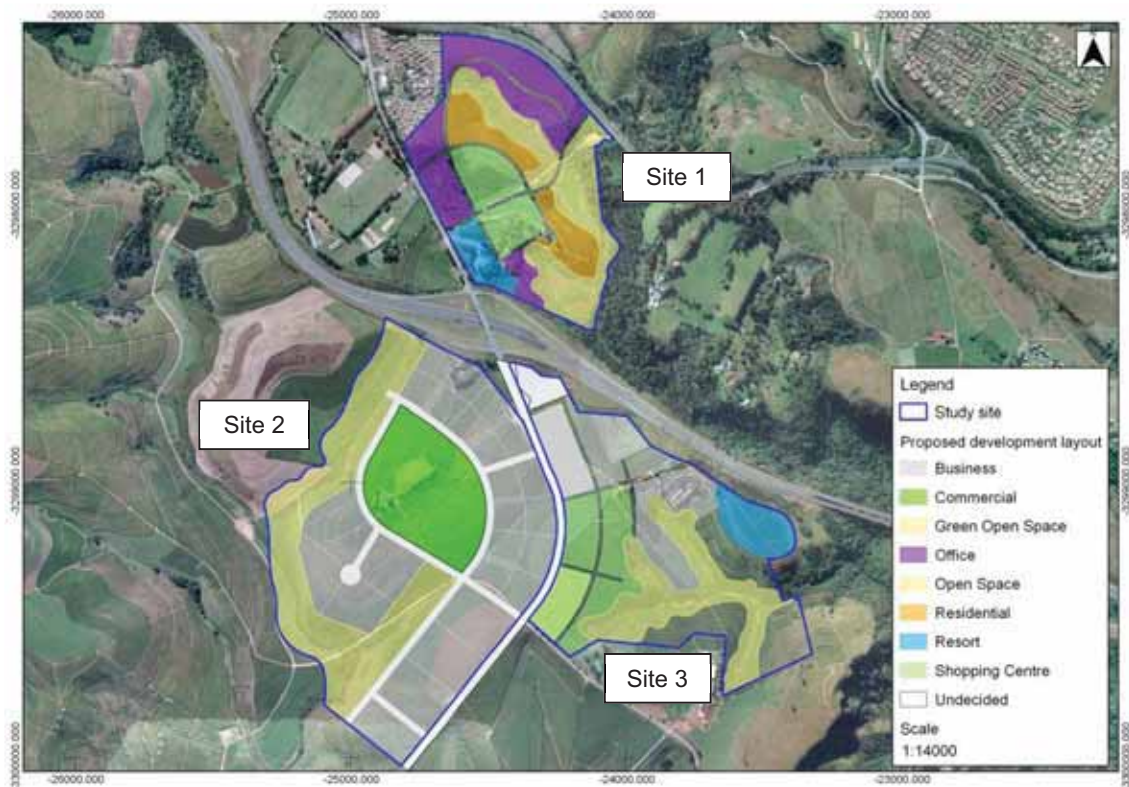 -26000.000
-25000.000
-24000.000
-23000.000
Site 1
-3298000.000
-3298000.000
Site 2
Legend
Study site
Proposed development layout
Business
Commercial
Green Open Space
Office
Open Space
Residential
Resort
Shopping Centre
Undecided
Scale
1:14000
-3299000.000
-3299000.000
Site 3
-3300000.000
-3300000.000
-26000.000
-25000.000
-24000.000
-23000.000